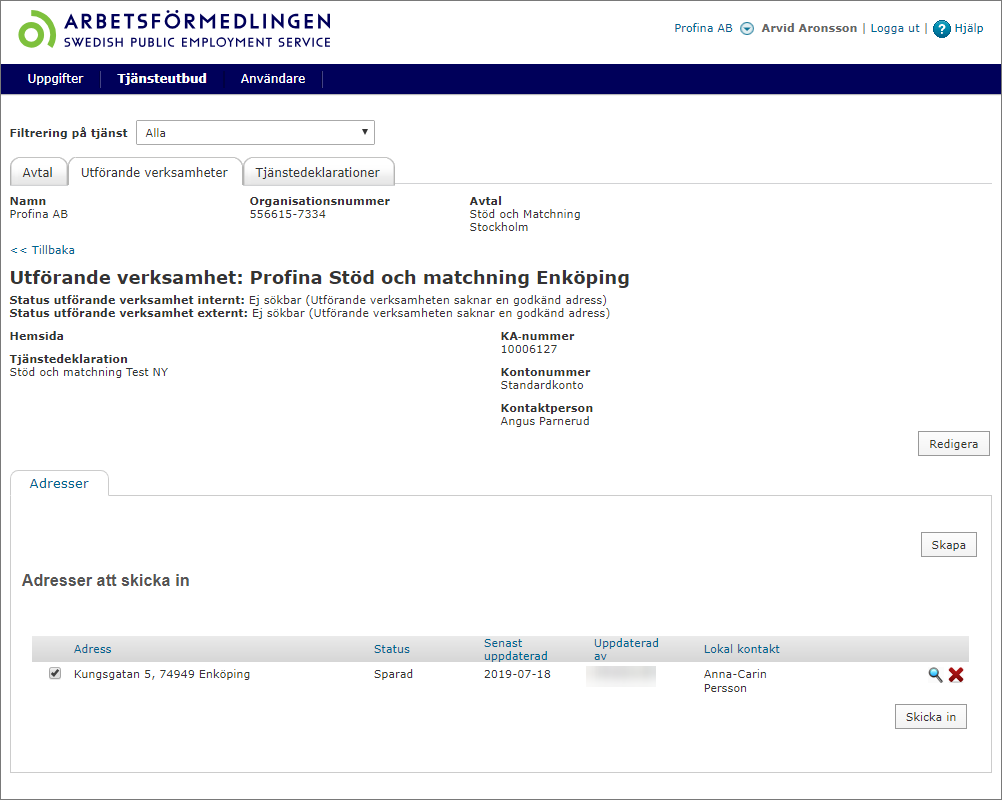 ARBETSFÖRMEDLINGEN
SWEDISH PUBLIC EMPLOYMENT SERVICE
Profina AB Arvid Aronsson | Logga ut | ? Hjälp
Uppgifter Tjänsteutbud Användare
Filtrering på tjänst Alla
Avtal Utförande verksamheter Tjänstedeklarationer
Namn Organisationsnummer Avtal
Profina AB 556615-7334 Stöd och Matchning
Stockholm
<< Tillbaka
Utförande verksamhet: Profina Stöd och matchning Enköping
Status utförande verksamhet internt: Ej sökbar (Utförande verksamheten saknar en godkänd adress)
Status utförande verksamhet externt: Ej sökbar (Utförande verksamheten saknar en godkänd adress)
Hemsida KA-nummer
10006127
Tjänstedeklaration
Stöd och matchning Test NY
Kontonummer
Standardkonto
Kontaktperson
Angus Parnerud
Redigera
Adresser
Skapa
Adresser att skicka in
Adress Status Senast uppdaterad Uppdaterad av Lokal kontakt
Kungsgatan 5, 74949 Enköping Sparad 2019-07-18 Anna-Carin
Persson
Skicka in